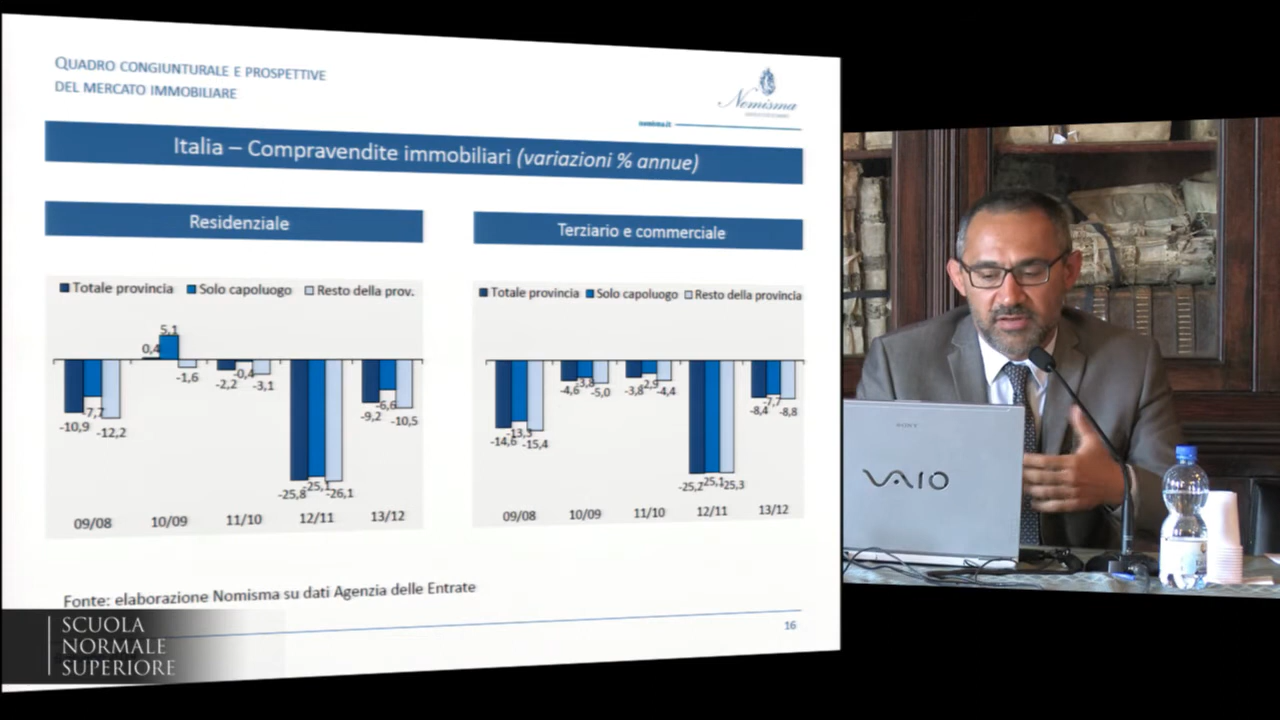 QUADRO CONGIUNTURALE E PROSPETTIVE
DEL MERCATO IMMOBILIARE
Nomisma
nomisma.it
Italia – Compravendite immobiliari (variazioni % annue)
Residenziale
Terziario e commerciale
Totale provincia Solo capoluogo Resto della prov.
Totale provincia Solo capoluogo Resto della provincia
5,1
0,4
-1,6
-2,2
-0,4
-3,1
-7,7
-10,9
-12,2
-6,6
-9,2
-10,5
-25,8
-25,1
-26,1
09/08 10/09 11/10 12/11 13/12
-4,6
-3,8
-5,0
-3,8
-2,9
-4,4
-7,7
-8,4
-8,8
-13,3
-14,6
-15,4
-25,2
-25,1
-25,3
09/08 10/09 11/10 12/11 13/12
Fonte: elaborazione Nomisma su dati Agenzia delle Entrate
16
SCUOLA
NORMALE
SUPERIORE
SONY
VAIO